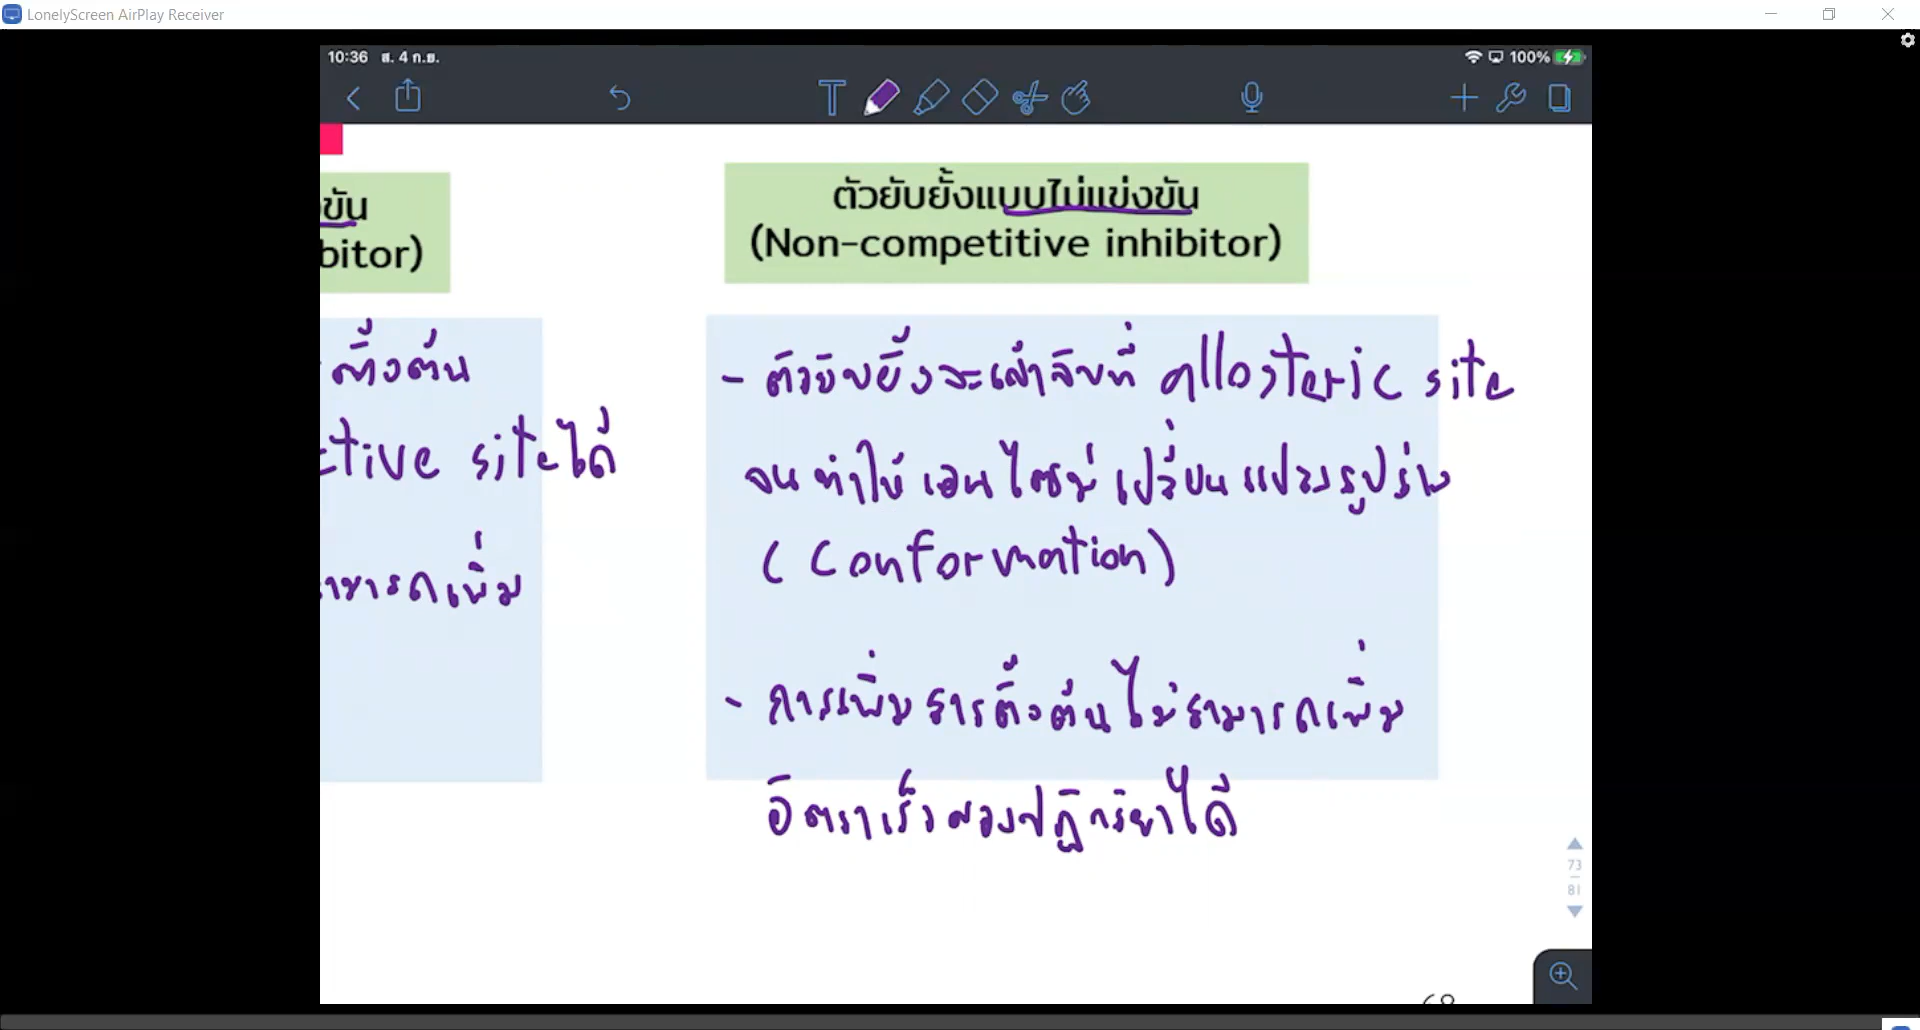 LonelyScreen AirPlay Receiver
10:36 ส. 4 ก.ย.
100%
ขัน
bitor)
ตั้งต้น
ctive site ได้
ามารถเพิ่ม
ตัวยับยั้งแบบไม่แข่งขัน
(Non-competitive inhibitor)
- ตัวยับยั้งจะเข้าจับที่ allosteric site
จนทำให้เอนไซม์เปลี่ยนแปลงรูปร่าง
(Conformation)
- การเพิ่มสารตั้งต้นไม่สามารถเพิ่ม
อัตราเร็วของปฏิกิริยาได้
73
81